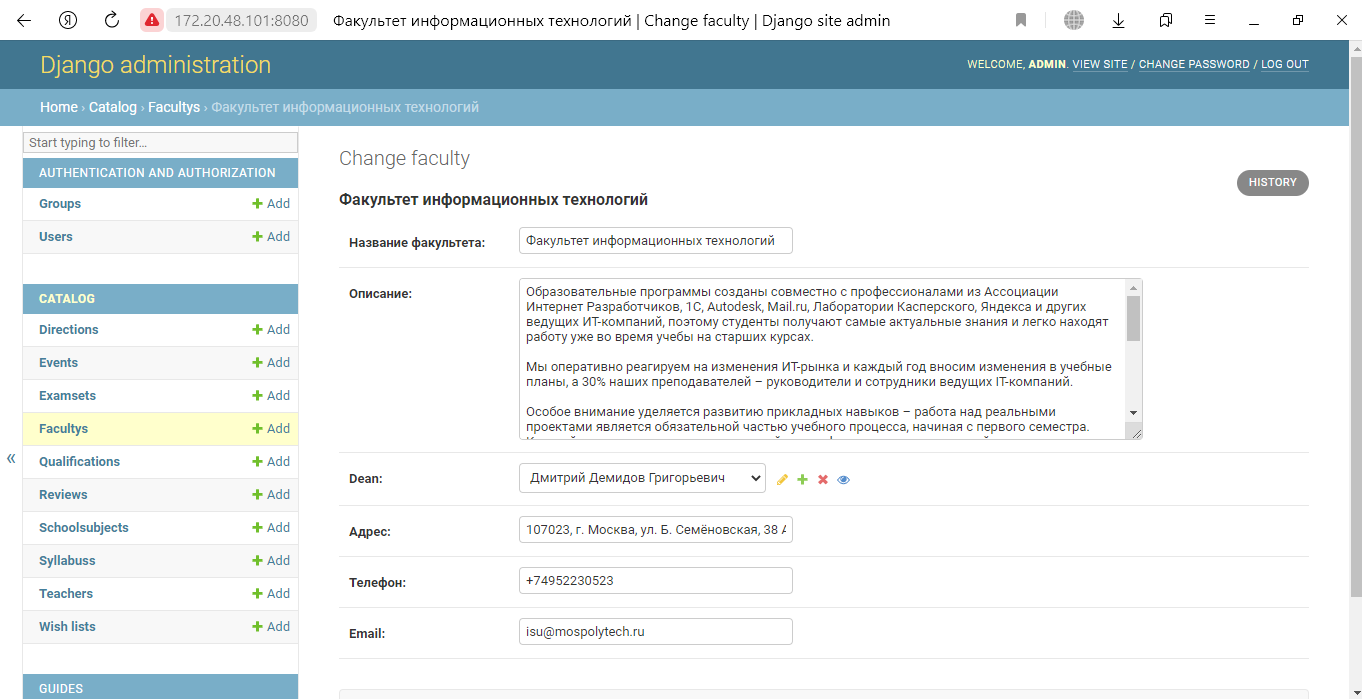 172.20.48.101:8080 Факультет информационных технологий | Change faculty | Django site admin
Django administration
WELCOME, ADMIN. VIEW SITE / CHANGE PASSWORD / LOG OUT
Home › Catalog › Facultys › Факультет информационных технологий
Start typing to filter...
AUTHENTICATION AND AUTHORIZATION
Groups + Add
Users + Add
CATALOG
Directions + Add
Events + Add
Examsets + Add
Facultys + Add
Qualifications + Add
Reviews + Add
Schoolsubjects + Add
Syllabuss + Add
Teachers + Add
Wish lists + Add
GUIDES
«
Change faculty
HISTORY
Факультет информационных технологий
Название факультета: Факультет информационных технологий
Описание:
Образовательные программы созданы совместно с профессионалами из Ассоциации
Интернет Разработчиков, 1С, Autodesk, Mail.ru, Лаборатории Касперского, Яндекса и других
ведущих ИТ-компаний, поэтому студенты получают самые актуальные знания и легко находят
работу уже во время учебы на старших курсах.
Мы оперативно реагируем на изменения ИТ-рынка и каждый год вносим изменения в учебные
планы, а 30% наших преподавателей – руководители и сотрудники ведущих IT-компаний.
Особое внимание уделяется развитию прикладных навыков – работа над реальными
проектами является обязательной частью учебного процесса, начиная с первого семестра.
Dean: Дмитрий Демидов Григорьевич
Адрес: 107023, г. Москва, ул. Б. Семёновская, 38
Телефон: +74952230523
Email: isu@mospolytech.ru